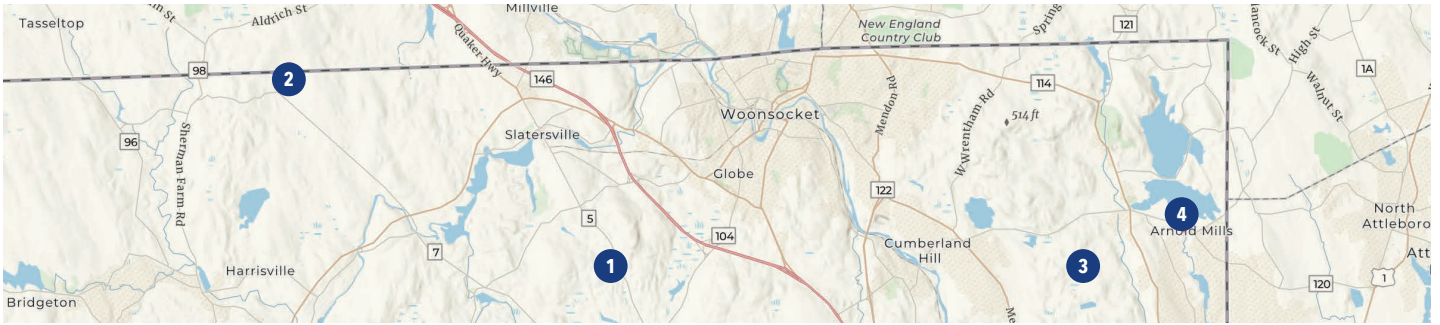 Tasseltop
Aldrich St
Millville
New England
Country Club
Spring
121
High St
1A
Walnut St
98
2
Quaker Hwy
146
114
96
Sherman Farm Rd
Slatersville
Woonsocket
Mendon Rd
W Wrentham Rd
514 ft
Globe
122
5
104
4
Arnold Mills
North
Attleboro
7
Harrisville
1
Cumberland
Hill
3
Bridgeton
120
1